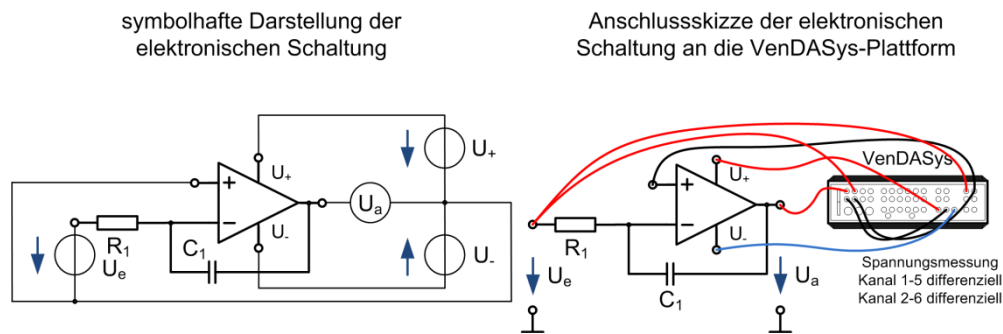 symbolhafte Darstellung der
elektronischen Schaltung
U+
U+
Ua
R1
Ue
C1
U-
U-
Anschlussskizze der elektronischen
Schaltung an die VenDASys-Plattform
VenDASys
U+
R1
U-
Ue
C1
Ua
Spannungsmessung
Kanal 1-5 differenziell
Kanal 2-6 differenziell